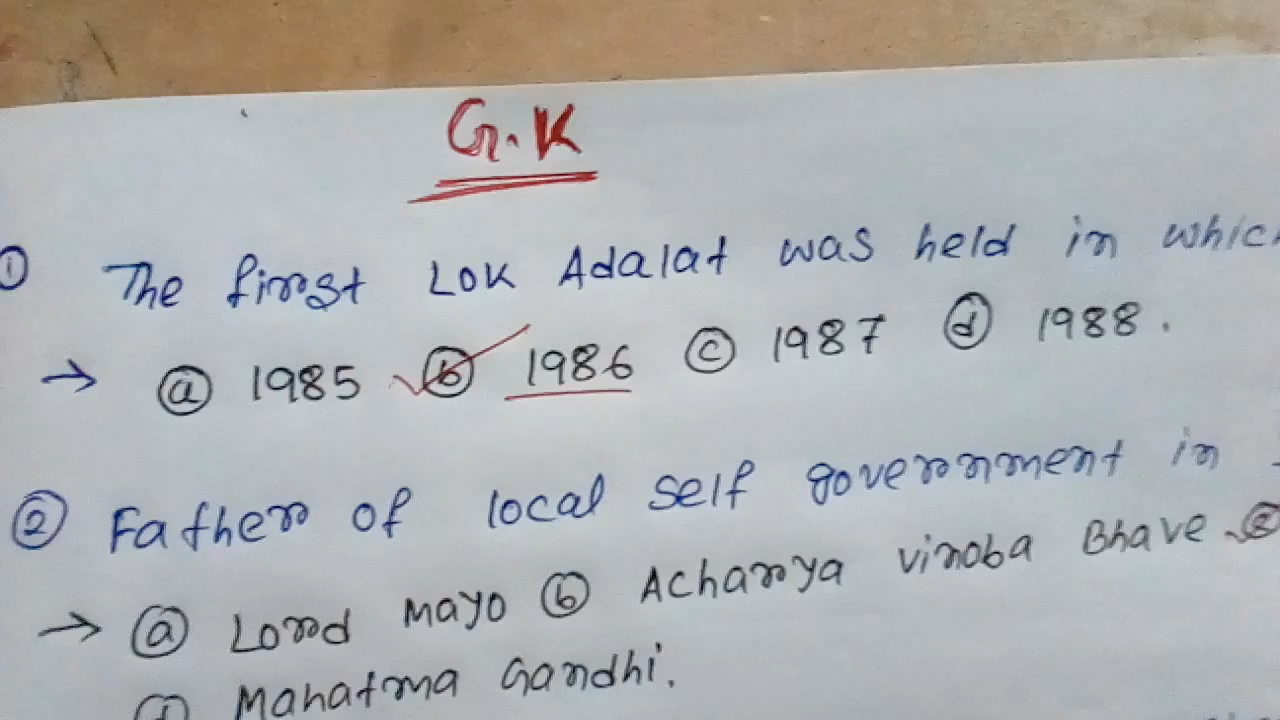 G.K
① The first Lok Adalat was held in which
→ ⓐ 1985 ⓑ 1986 ⓒ 1987 ⓓ 1988.
② Father of local self government in
→ ⓐ Lord Mayo ⓑ Acharya vinoba Bhave ⓒ
ⓓ Mahatma Gandhi.